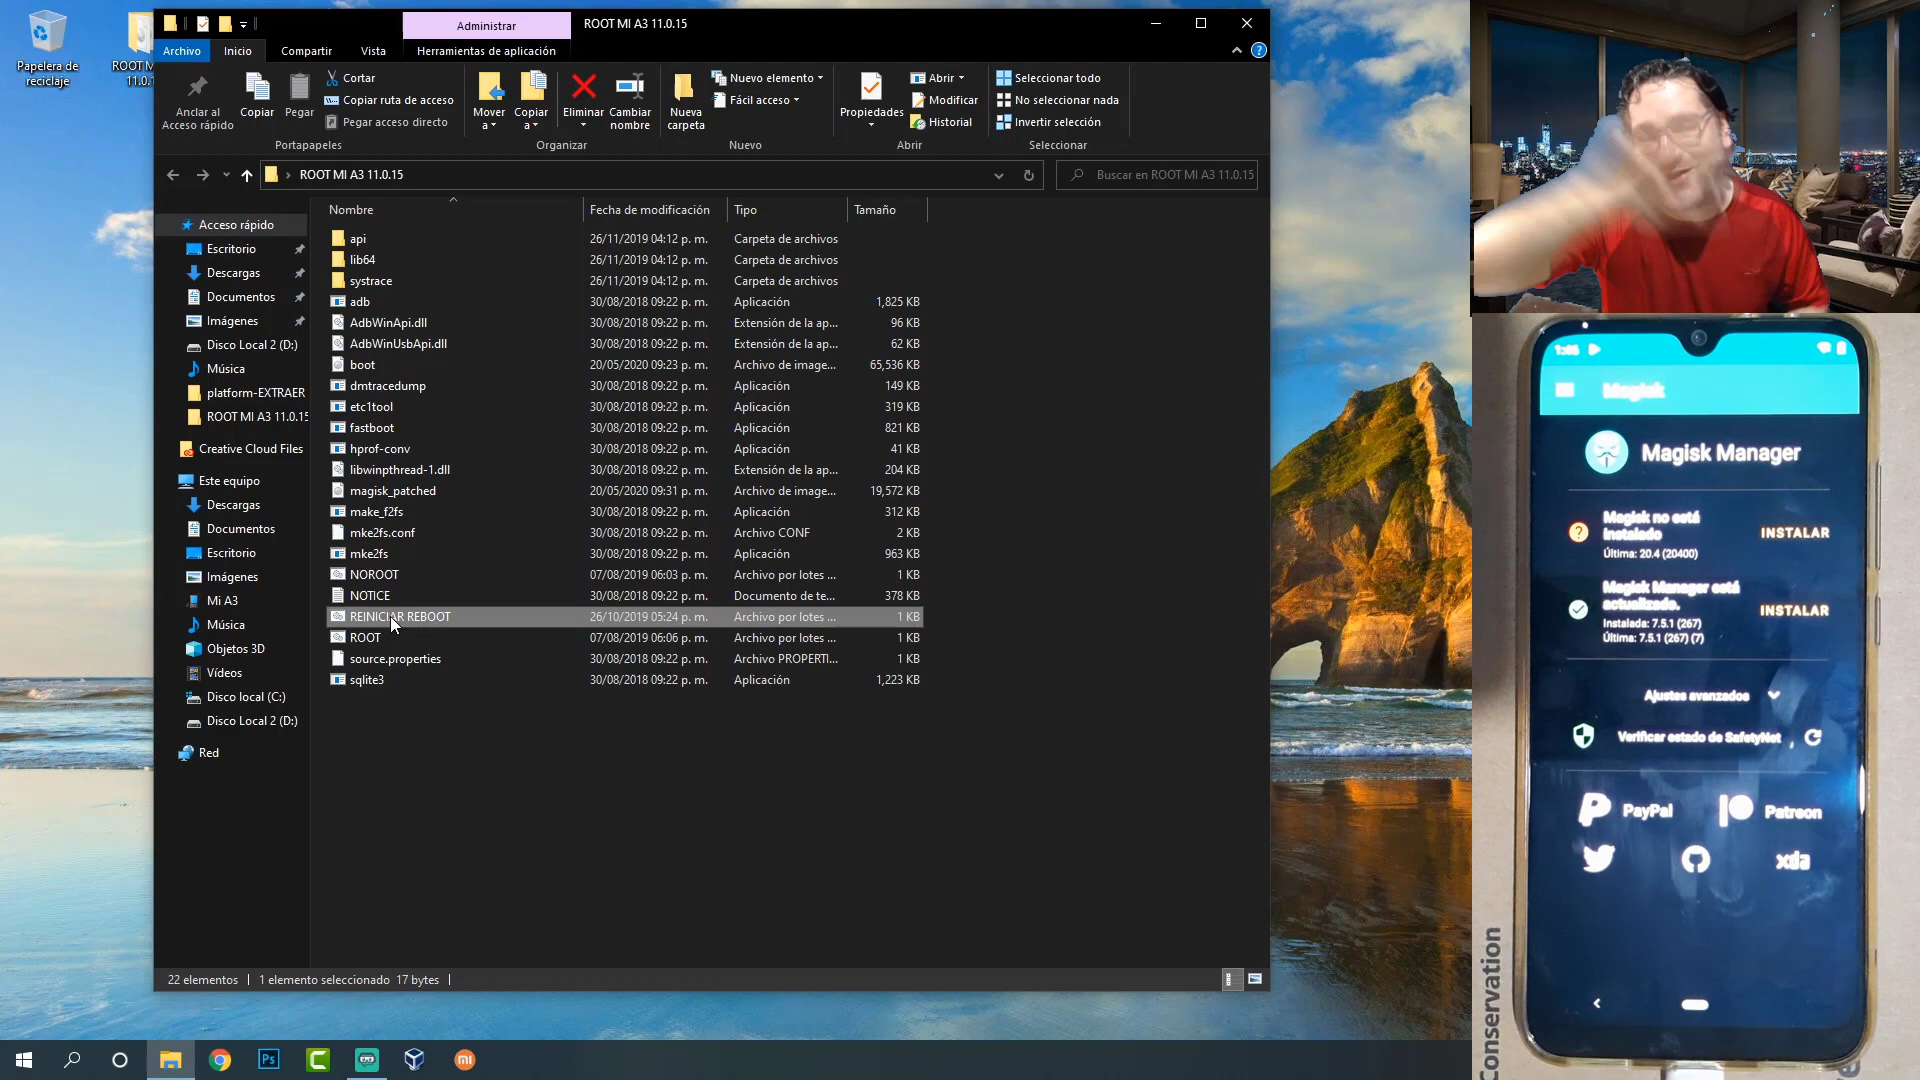 Papelera de
reciclaje
ROOT M
11.0.1
Administrar
ROOT MI A3 11.0.15
Archivo
Inicio
Compartir
Vista
Herramientas de aplicación
Anclar al
Acceso rápido
Copiar
Pegar
Cortar
Copiar ruta de acceso
Pegar acceso directo
Portapapeles
Mover
a
Copiar
a
Eliminar
Cambiar
nombre
Organizar
Nueva
carpeta
Nuevo elemento
Fácil acceso
Nuevo
Propiedades
Abrir
Modificar
Historial
Abrir
Seleccionar todo
No seleccionar nada
Invertir selección
Seleccionar
ROOT MI A3 11.0.15
Buscar en ROOT MI A3 11.0.15
Acceso rápido
Escritorio
Descargas
Documentos
Imágenes
Disco Local 2 (D:)
Música
platform-EXTRAER
ROOT MI A3 11.0.15
Creative Cloud Files
Este equipo
Descargas
Documentos
Escritorio
Imágenes
Mi A3
Música
Objetos 3D
Vídeos
Disco local (C:)
Disco Local 2 (D:)
Red
Nombre Fecha de modificación Tipo Tamaño
api 26/11/2019 04:12 p. m. Carpeta de archivos
lib64 26/11/2019 04:12 p. m. Carpeta de archivos
systrace 26/11/2019 04:12 p. m. Carpeta de archivos
adb 30/08/2018 09:22 p. m. Aplicación 1,825 KB
AdbWinApi.dll 30/08/2018 09:22 p. m. Extensión de la ap... 96 KB
AdbWinUsbApi.dll 30/08/2018 09:22 p. m. Extensión de la ap... 62 KB
boot 20/05/2020 09:23 p. m. Archivo de image... 65,536 KB
dmtracedump 30/08/2018 09:22 p. m. Aplicación 149 KB
etc1tool 30/08/2018 09:22 p. m. Aplicación 319 KB
fastboot 30/08/2018 09:22 p. m. Aplicación 821 KB
hprof-conv 30/08/2018 09:22 p. m. Aplicación 41 KB
libwinpthread-1.dll 30/08/2018 09:22 p. m. Extensión de la ap... 204 KB
magisk_patched 20/05/2020 09:31 p. m. Archivo de image... 19,572 KB
make_f2fs 30/08/2018 09:22 p. m. Aplicación 312 KB
mke2fs.conf 30/08/2018 09:22 p. m. Archivo CONF 2 KB
mke2fs 30/08/2018 09:22 p. m. Aplicación 963 KB
NOROOT 07/08/2019 06:03 p. m. Archivo por lotes ... 1 KB
NOTICE 30/08/2018 09:22 p. m. Documento de te... 378 KB
REINICIAR REBOOT 26/10/2019 05:24 p. m. Archivo por lotes ... 1 KB
ROOT 07/08/2019 06:06 p. m. Archivo por lotes ... 1 KB
source.properties 30/08/2018 09:22 p. m. Archivo PROPERTI... 1 KB
sqlite3 30/08/2018 09:22 p. m. Aplicación 1,223 KB
22 elementos
1 elemento seleccionado 17 bytes
Ps
Magisk
Magisk Manager
Magisk no está
instalado
Última: 20.4 (20400)
INSTALAR
Magisk Manager está
actualizado.
Instalada: 7.5.1 (267)
Última: 7.5.1 (267) (7)
INSTALAR
Ajustes avanzados
Verificar estado de SafetyNet
PayPal
Patreon
xda
Conservation